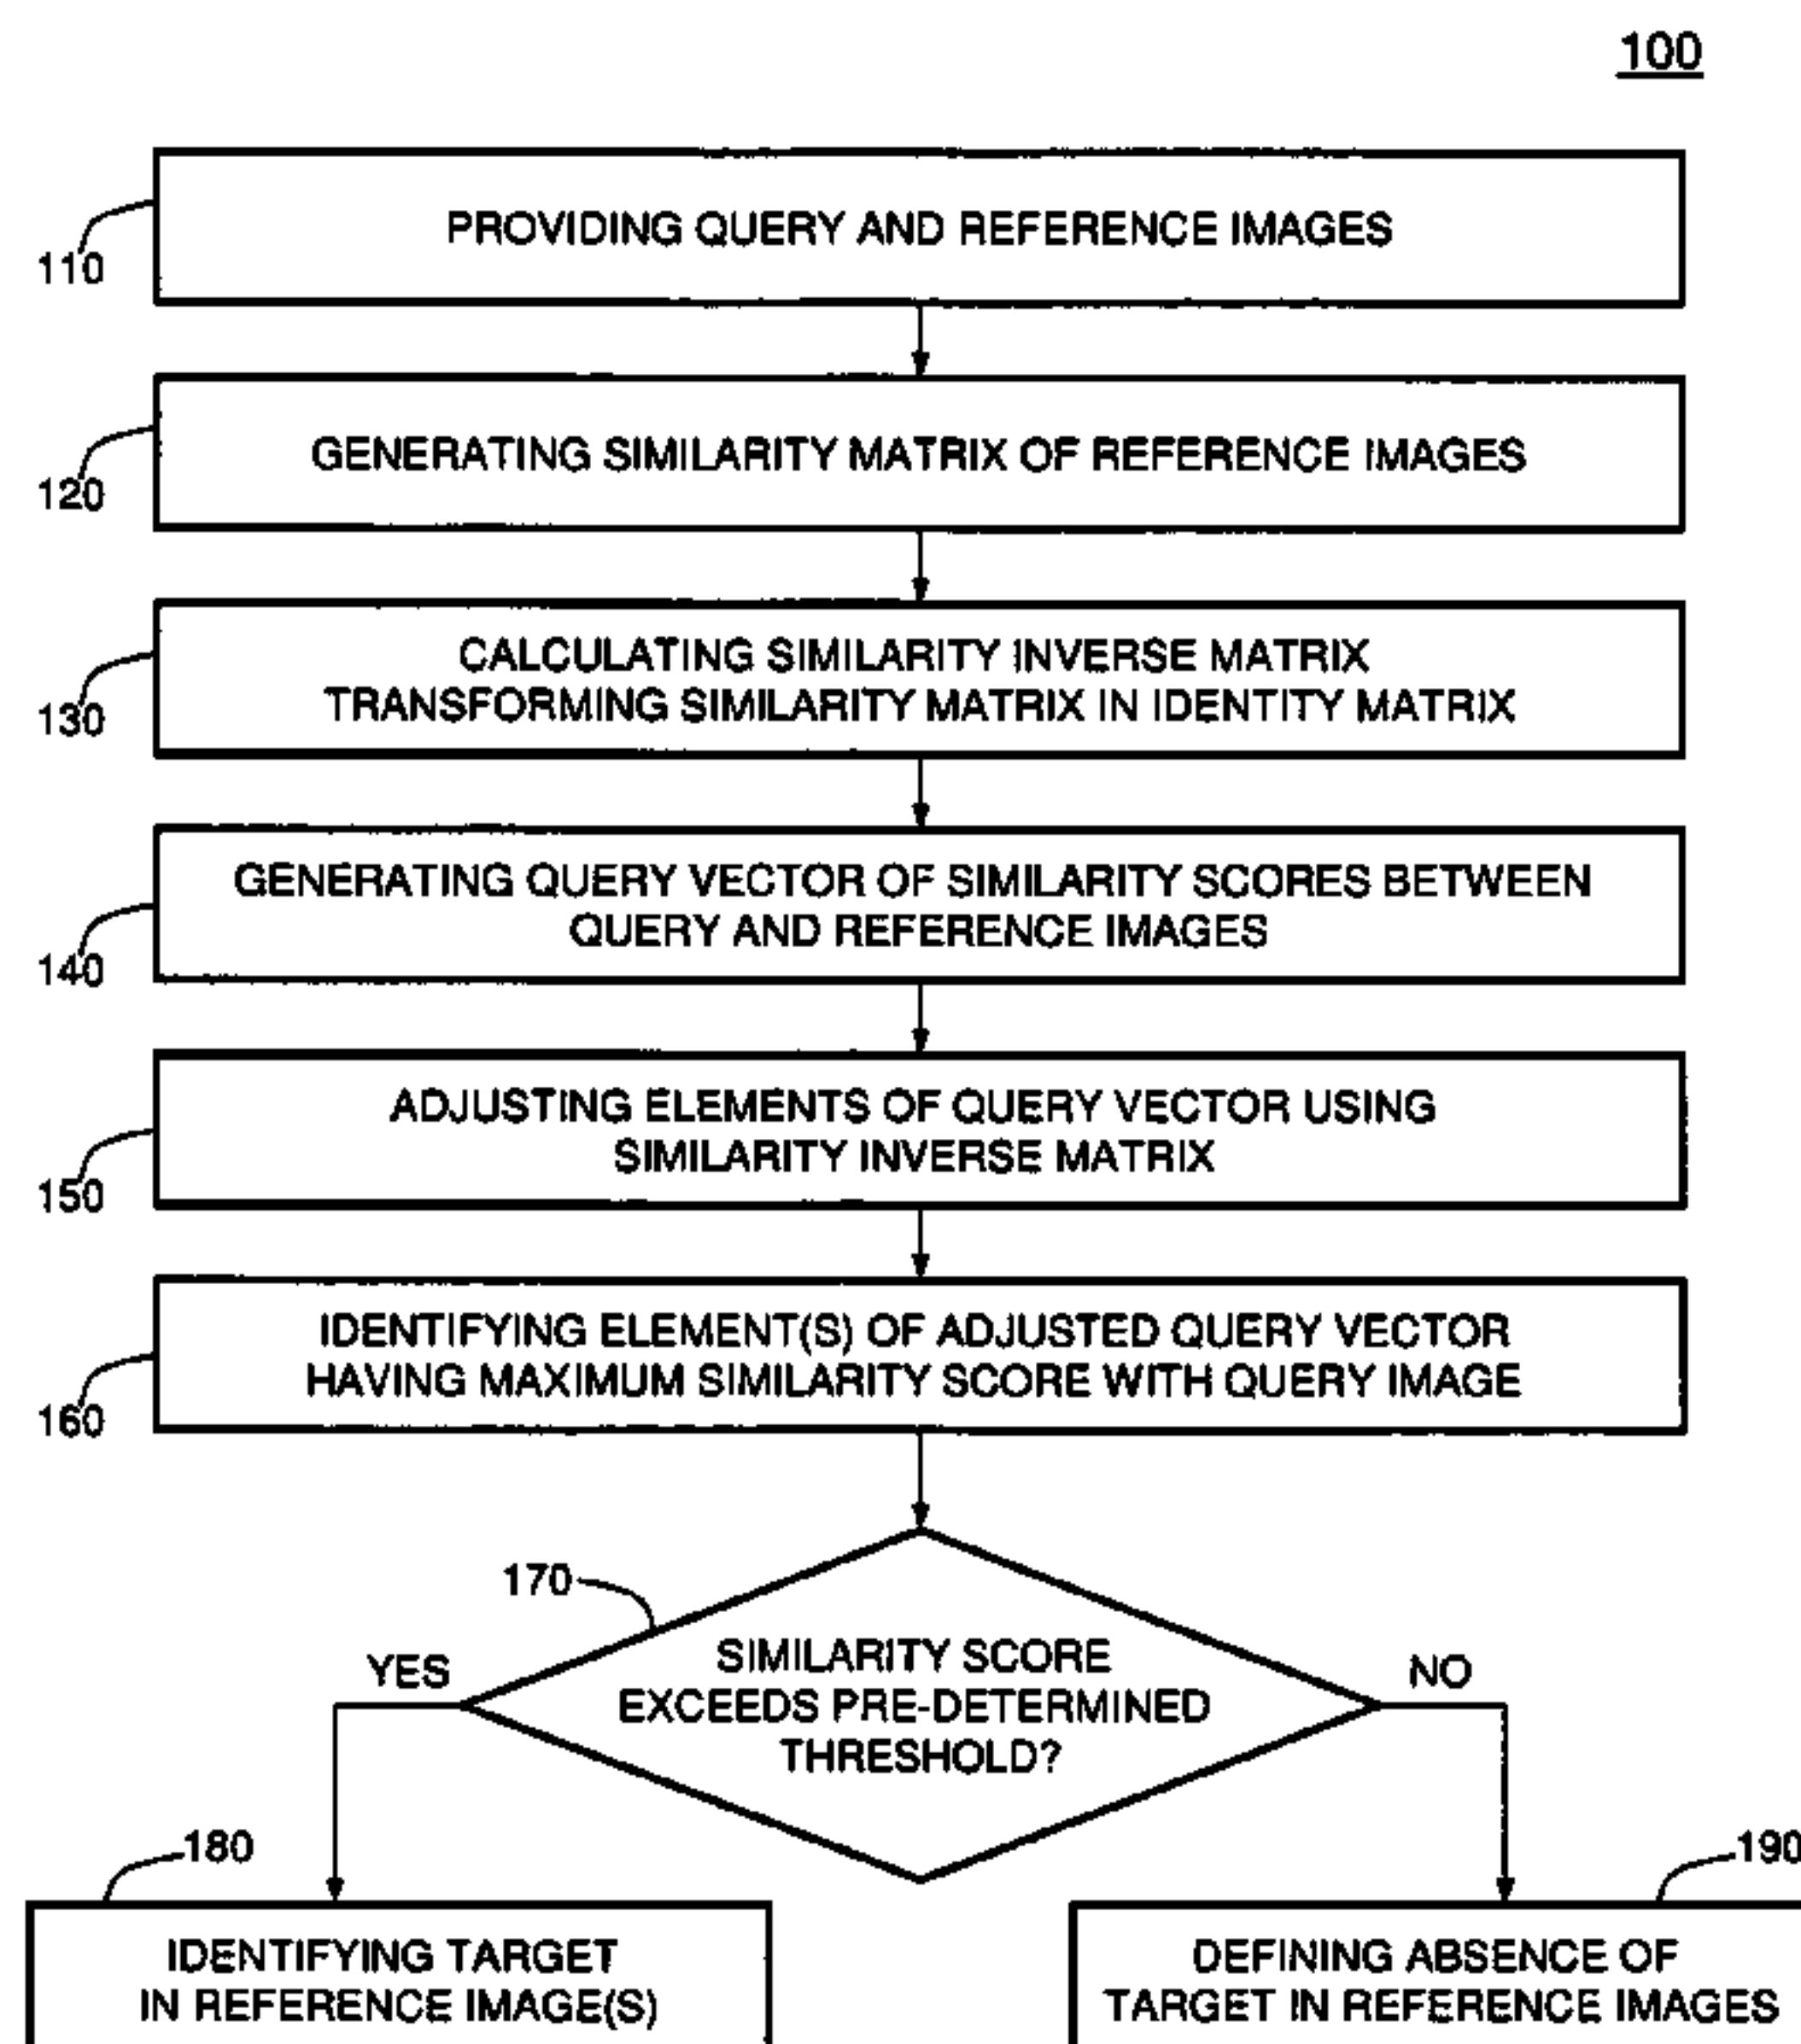 100
PROVIDING QUERY AND REFERENCE IMAGES
110
GENERATING SIMILARITY MATRIX OF REFERENCE IMAGES
120
CALCULATING SIMILARITY INVERSE MATRIX
TRANSFORMING SIMILARITY MATRIX IN IDENTITY MATRIX
130
GENERATING QUERY VECTOR OF SIMILARITY SCORES BETWEEN
QUERY AND REFERENCE IMAGES
140
ADJUSTING ELEMENTS OF QUERY VECTOR USING
SIMILARITY INVERSE MATRIX
150
IDENTIFYING ELEMENT(S) OF ADJUSTED QUERY VECTOR
HAVING MAXIMUM SIMILARITY SCORE WITH QUERY IMAGE
160
170
SIMILARITY SCORE
EXCEEDS PRE-DETERMINED
THRESHOLD?
YES
NO
180
190
IDENTIFYING TARGET
IN REFERENCE IMAGE(S)
DEFINING ABSENCE OF
TARGET IN REFERENCE IMAGES